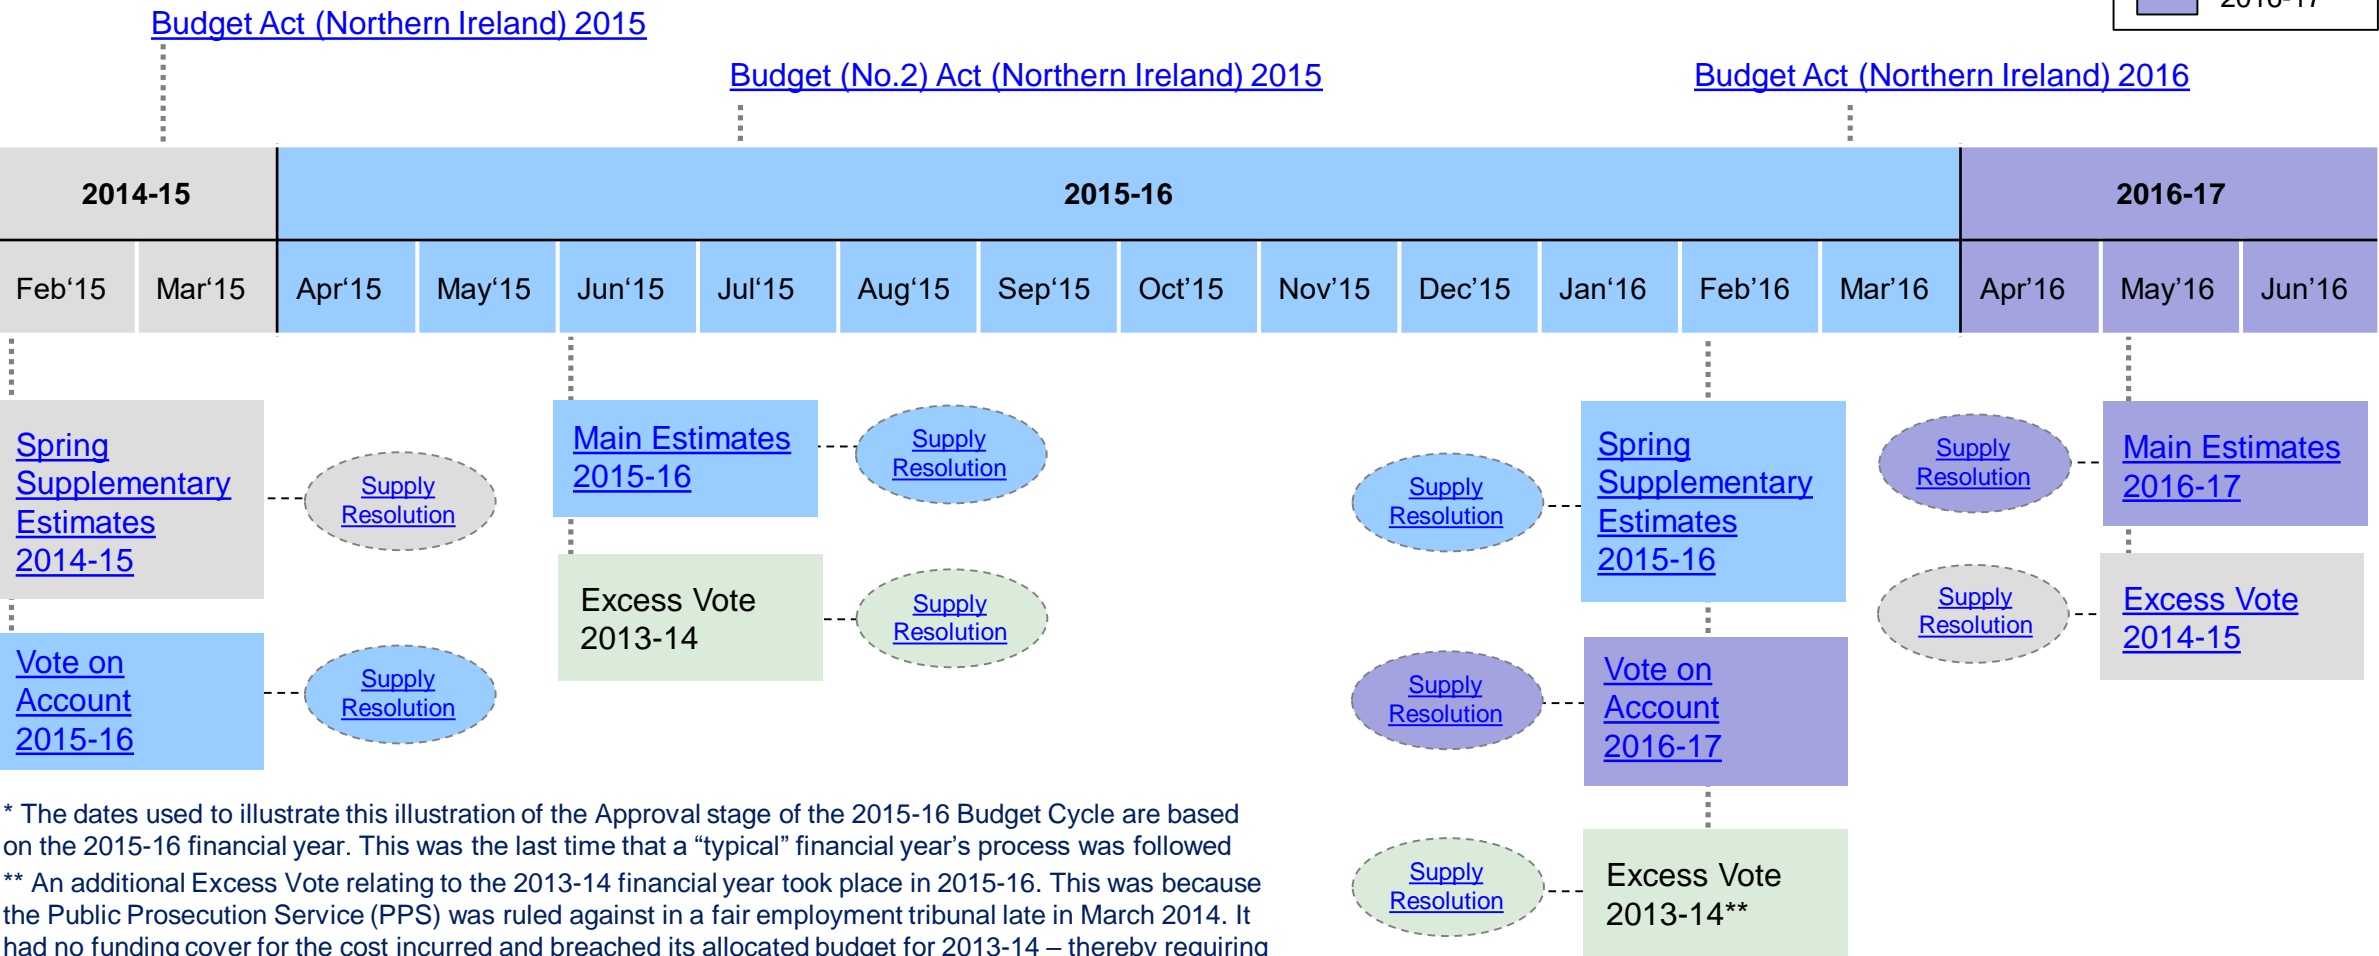 2016-17
Budget Act (Northern Ireland) 2015
Budget (No.2) Act (Northern Ireland) 2015
Budget Act (Northern Ireland) 2016
2014-15
2015-16
2016-17
Feb‘15
Mar‘15
Apr‘15
May‘15
Jun‘15
Jul‘15
Aug‘15
Sep‘15
Oct’15
Nov’15
Dec’15
Jan‘16
Feb’16
Mar’16
Apr’16
May’16
Jun’16
Spring
Supplementary
Estimates
2014-15
Supply
Resolution
Vote on
Account
2015-16
Supply
Resolution
Main Estimates
2015-16
Supply
Resolution
Excess Vote
2013-14
Supply
Resolution
Supply
Resolution
Spring
Supplementary
Estimates
2015-16
Supply
Resolution
Vote on
Account
2016-17
Supply
Resolution
Excess Vote
2013-14**
Supply
Resolution
Main Estimates
2016-17
Supply
Resolution
Excess Vote
2014-15
* The dates used to illustrate this illustration of the Approval stage of the 2015-16 Budget Cycle are based
on the 2015-16 financial year. This was the last time that a “typical” financial year’s process was followed
** An additional Excess Vote relating to the 2013-14 financial year took place in 2015-16. This was because
the Public Prosecution Service (PPS) was ruled against in a fair employment tribunal late in March 2014. It
had no funding cover for the cost incurred and breached its allocated budget for 2013-14 – thereby requiring